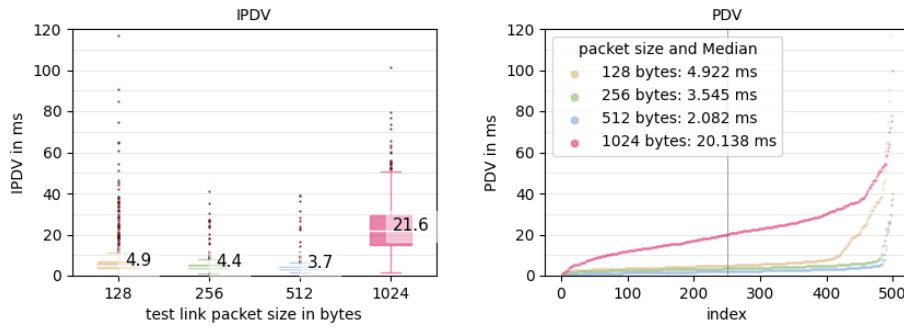 IPDV
IPDV in ms
120
100
80
60
40
20
0
4.9
4.4
3.7
21.6
128 256 512 1024
test link packet size in bytes
PDV
PDV in ms
120
100
80
60
40
20
0
packet size and Median
128 bytes: 4.922 ms
256 bytes: 3.545 ms
512 bytes: 2.082 ms
1024 bytes: 20.138 ms
0 100 200 300 400 500
index